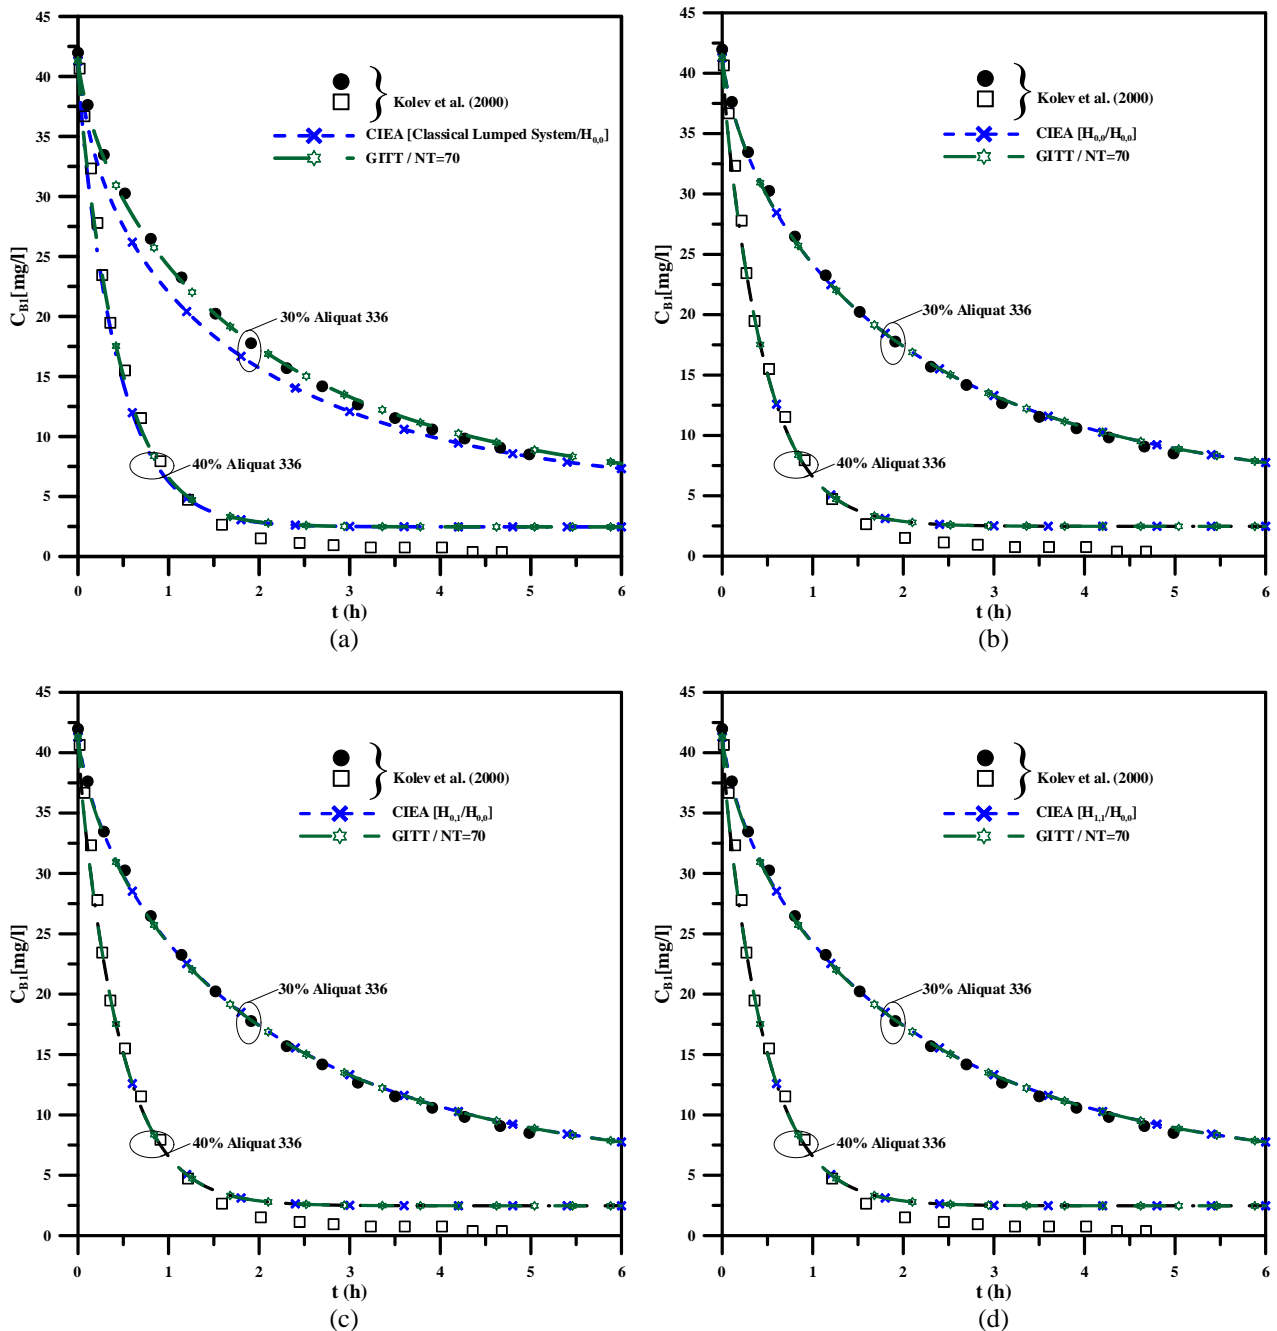 45
40
35
30
25
20
15
10
5
0
C_B1[mg/l]
0 1 2 3 4 5 6
t (h)
Kolev et al. (2000)
CIEA [Classical Lumped System/H_0,0]
GITT / NT=70
30% Aliquat 336
40% Aliquat 336
(a)
45
40
35
30
25
20
15
10
5
0
C_B1[mg/l]
0 1 2 3 4 5 6
t (h)
Kolev et al. (2000)
CIEA [H_0,0/H_0,0]
GITT / NT=70
30% Aliquat 336
40% Aliquat 336
(b)
45
40
35
30
25
20
15
10
5
0
C_B1[mg/l]
0 1 2 3 4 5 6
t (h)
Kolev et al. (2000)
CIEA [H_0,1/H_0,0]
GITT / NT=70
30% Aliquat 336
40% Aliquat 336
(c)
45
40
35
30
25
20
15
10
5
0
C_B1[mg/l]
0 1 2 3 4 5 6
t (h)
Kolev et al. (2000)
CIEA [H_1,1/H_0,0]
GITT / NT=70
30% Aliquat 336
40% Aliquat 336
(d)